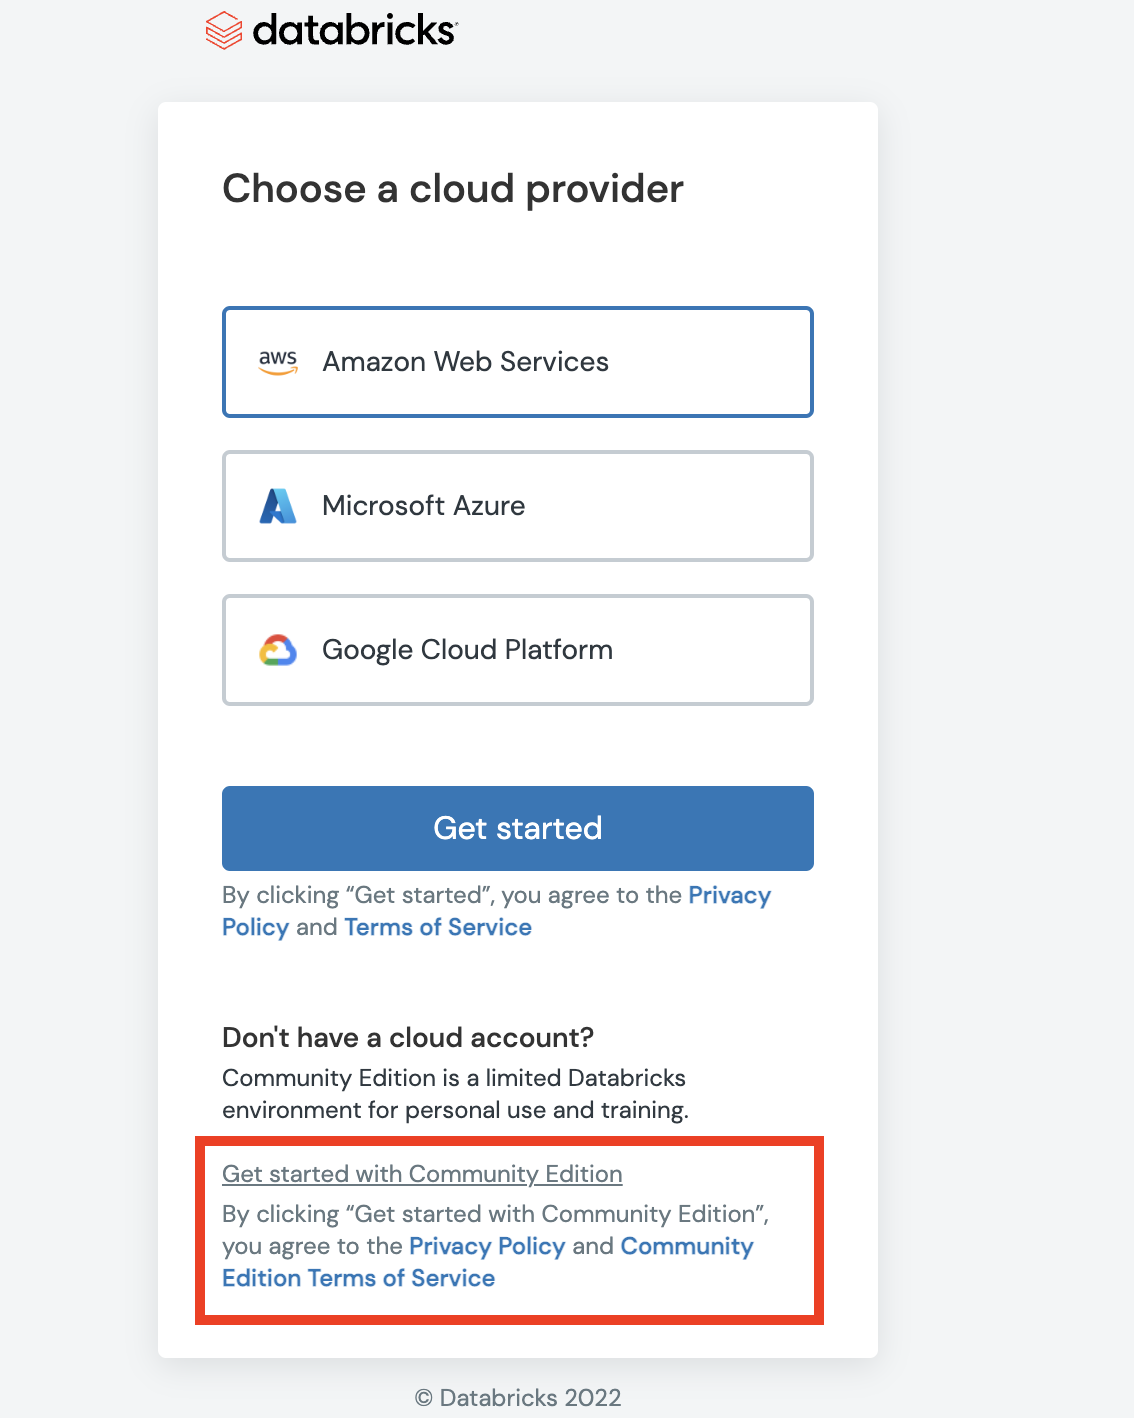 databricks
Choose a cloud provider
aws Amazon Web Services
Microsoft Azure
Google Cloud Platform
Get started
By clicking “Get started”, you agree to the Privacy
Policy and Terms of Service
Don't have a cloud account?
Community Edition is a limited Databricks
environment for personal use and training.
Get started with Community Edition
By clicking “Get started with Community Edition”,
you agree to the Privacy Policy and Community
Edition Terms of Service
© Databricks 2022